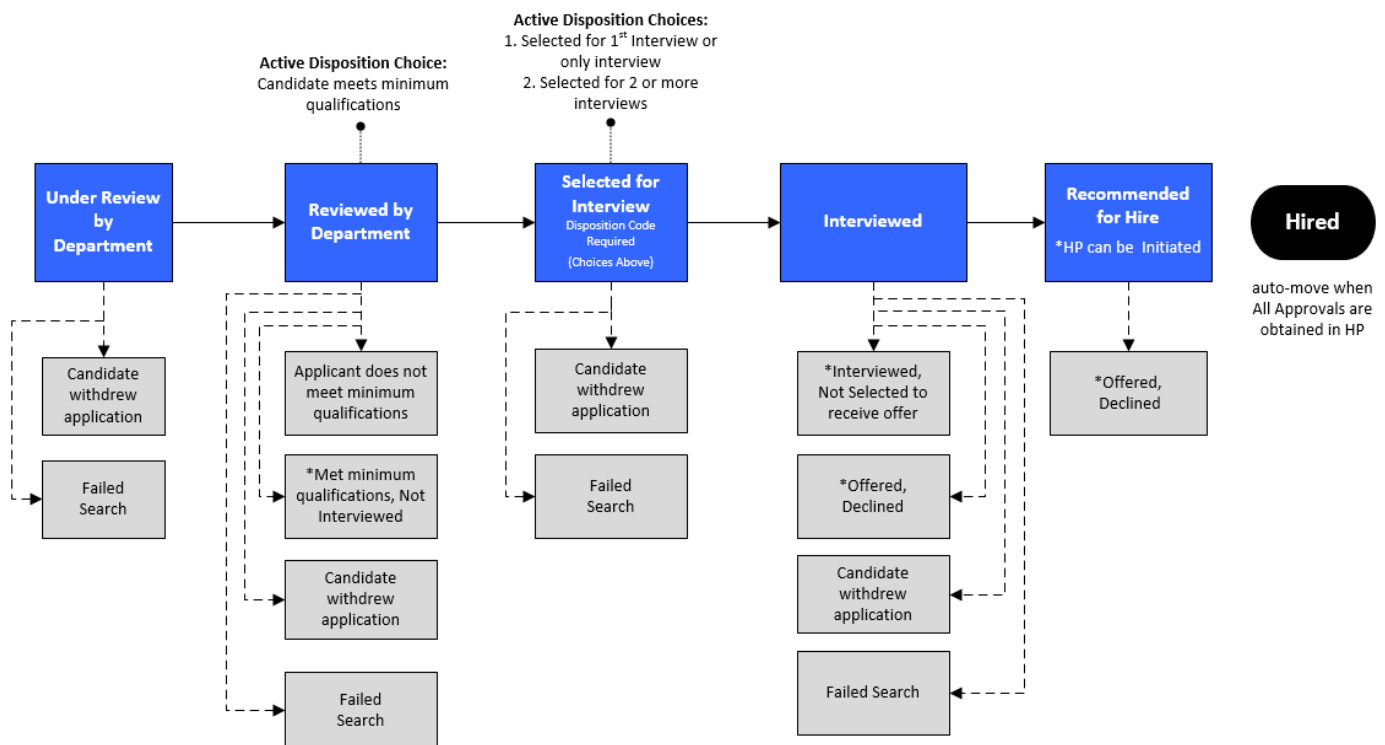 Active Disposition Choices:
1. Selected for 1st Interview or
only interview
2. Selected for 2 or more
interviews
Active Disposition Choice:
Candidate meets minimum
qualifications
Under Review
by
Department
Reviewed by
Department
Selected for
Interview
Disposition Code
Required
(Choices Above)
Interviewed
Recommended
for Hire
*HP can be Initiated
Hired
auto-move when
All Approvals are
obtained in HP
Candidate
withdrew
application
Failed
Search
Applicant does not
meet minimum
qualifications
*Met minimum
qualifications, Not
Interviewed
Candidate
withdrew
application
Failed
Search
Candidate
withdrew
application
Failed
Search
*Interviewed,
Not Selected to
receive offer
*Offered,
Declined
Candidate
withdrew
application
Failed Search
*Offered,
Declined